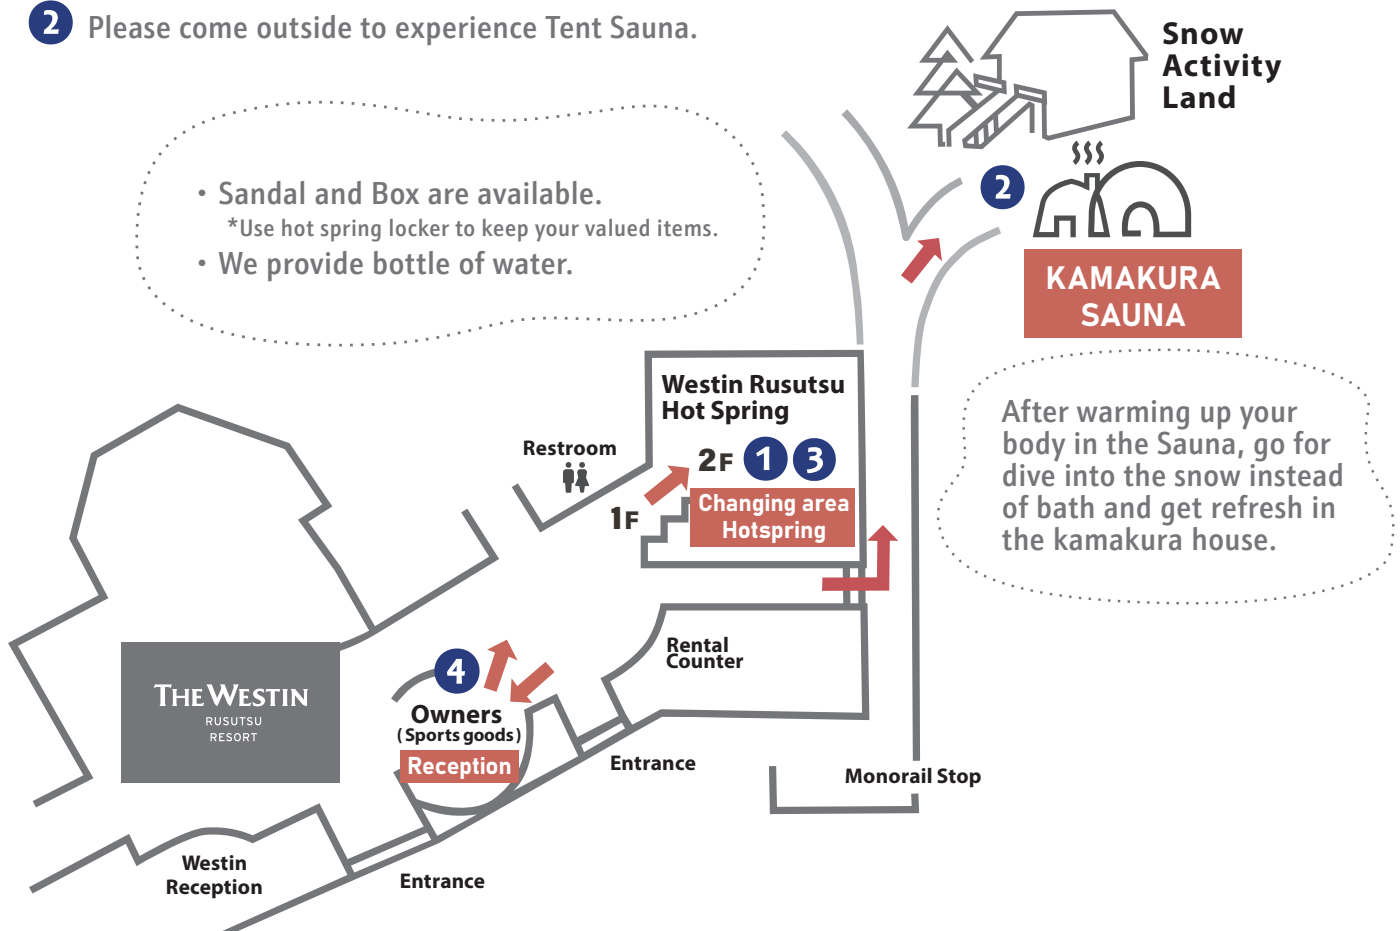 2 Please come outside to experience Tent Sauna.
Snow
Activity
Land
・Sandal and Box are available.
*Use hot spring locker to keep your valued items.
・We provide bottle of water.
2
KAMAKURA
SAUNA
Westin Rusutsu
Hot Spring
Restroom
2F 1 3
1F
Changing area
Hotspring
After warming up your
body in the Sauna, go for
dive into the snow instead
of bath and get refresh in
the kamakura house.
THE WESTIN
RUSUTSU
RESORT
4
Owners
(Sports goods)
Reception
Rental
Counter
Entrance
Monorail Stop
Westin
Reception
Entrance